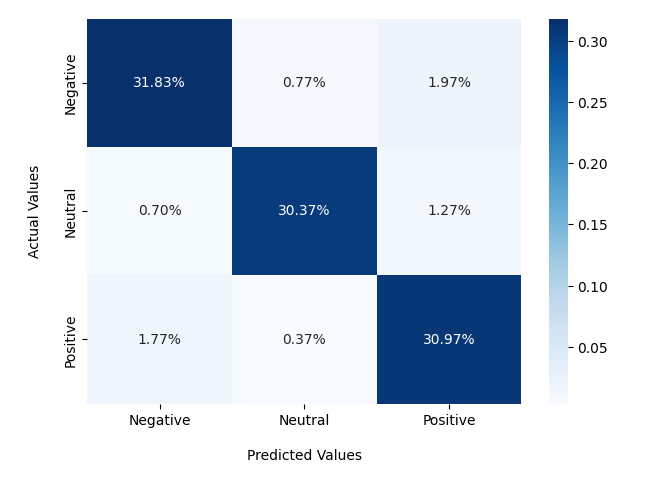 Actual Values
Negative
31.83% 0.77% 1.97%
Neutral
0.70% 30.37% 1.27%
Positive
1.77% 0.37% 30.97%
Negative Neutral Positive
Predicted Values
0.30
0.25
0.20
0.15
0.10
0.05